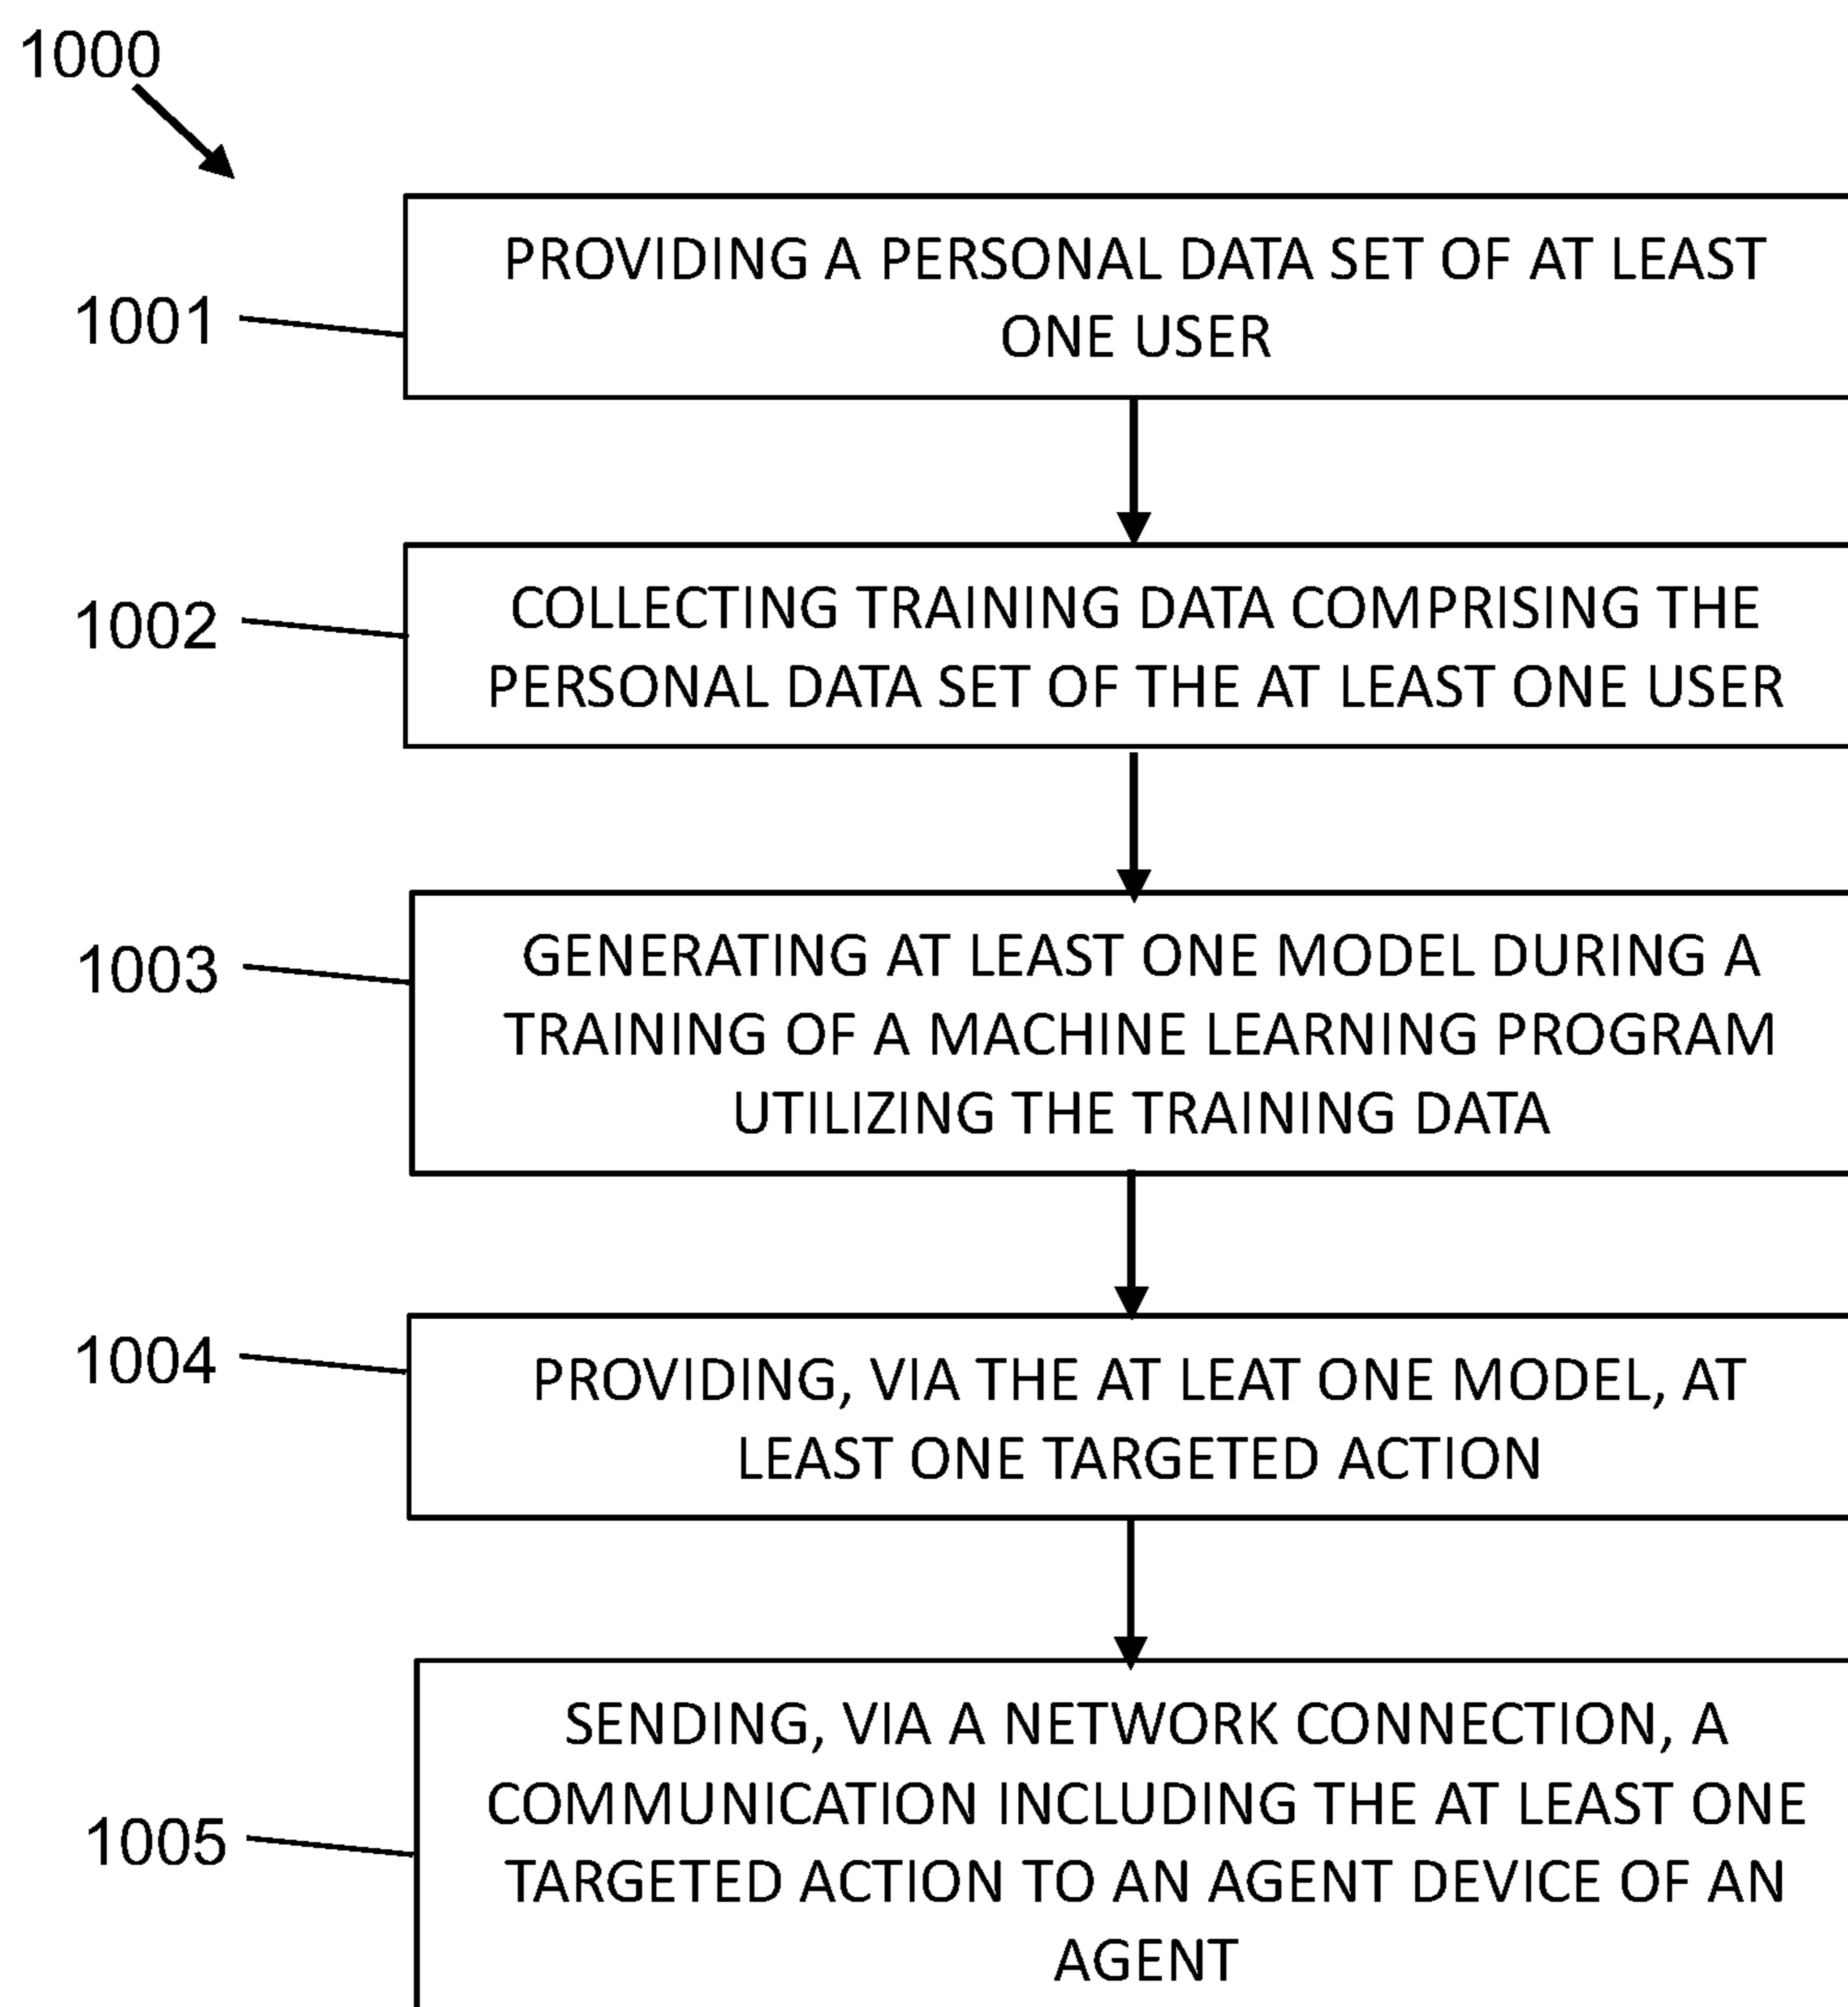 1000
1001
PROVIDING A PERSONAL DATA SET OF AT LEAST
ONE USER
1002
COLLECTING TRAINING DATA COMPRISING THE
PERSONAL DATA SET OF THE AT LEAST ONE USER
1003
GENERATING AT LEAST ONE MODEL DURING A
TRAINING OF A MACHINE LEARNING PROGRAM
UTILIZING THE TRAINING DATA
1004
PROVIDING, VIA THE AT LEAT ONE MODEL, AT
LEAST ONE TARGETED ACTION
1005
SENDING, VIA A NETWORK CONNECTION, A
COMMUNICATION INCLUDING THE AT LEAST ONE
TARGETED ACTION TO AN AGENT DEVICE OF AN
AGENT